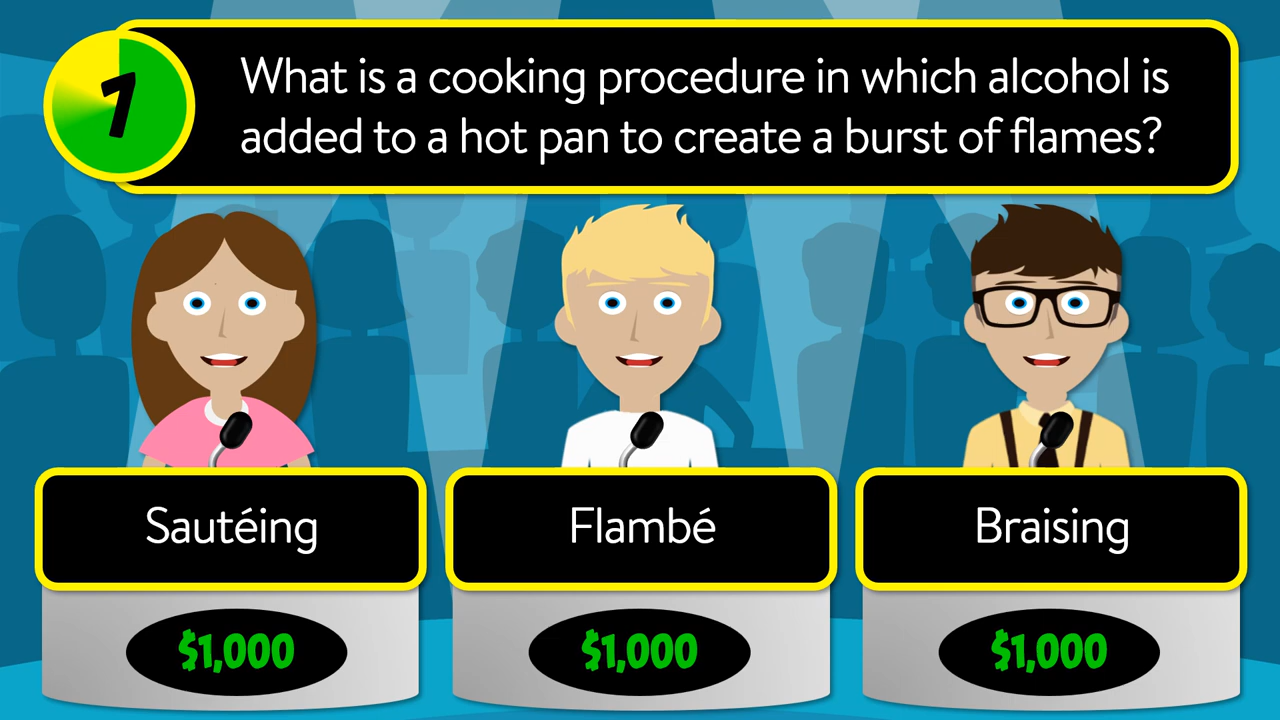 1
What is a cooking procedure in which alcohol is
added to a hot pan to create a burst of flames?
Sautéing
Flambé
Braising
$1,000
$1,000
$1,000